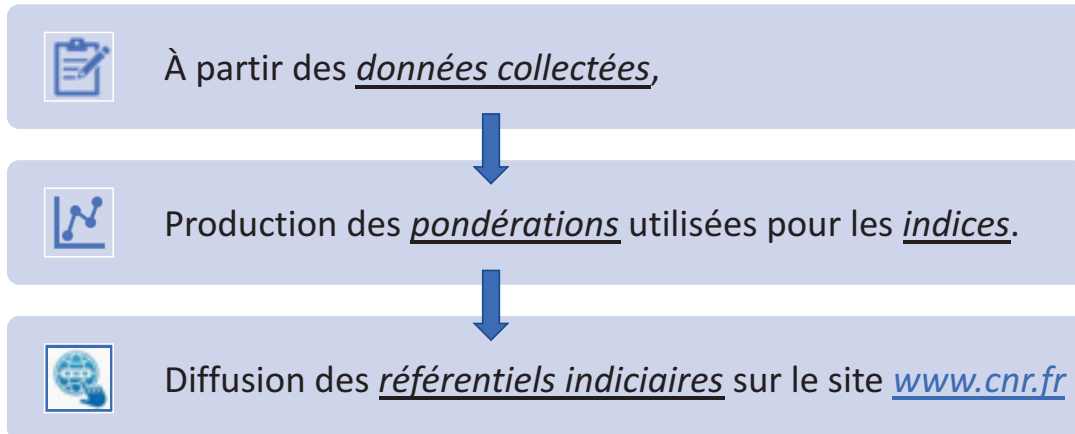 À partir des données collectées,
Production des pondérations utilisées pour les indices.
Diffusion des référentiels indiciaires sur le site www.cnr.fr